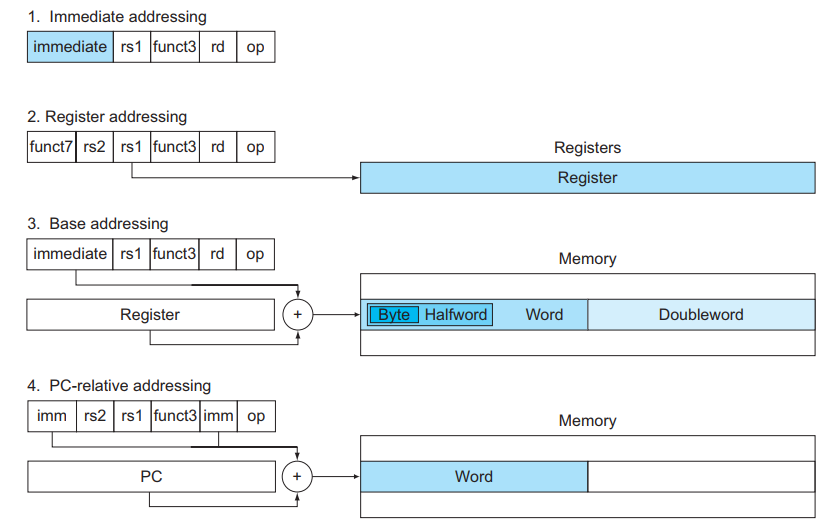 1. Immediate addressing
immediate rs1 funct3 rd op
2. Register addressing
funct7 rs2 rs1 funct3 rd op
Registers
Register
3. Base addressing
immediate rs1 funct3 rd op
Memory
Register + Byte Halfword Word Doubleword
4. PC-relative addressing
imm rs2 rs1 funct3 imm op
Memory
PC + Word